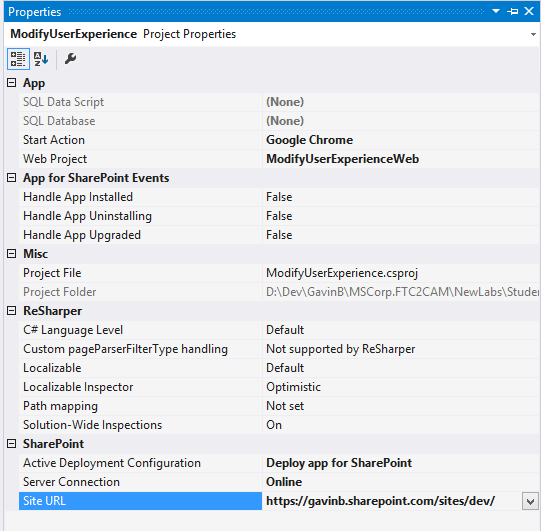 Properties
ModifyUserExperience Project Properties
App
SQL Data Script (None)
SQL Database (None)
Start Action Google Chrome
Web Project ModifyUserExperienceWeb
App for SharePoint Events
Handle App Installed False
Handle App Uninstalling False
Handle App Upgraded False
Misc
Project File ModifyUserExperience.csproj
Project Folder D:\Dev\GavinB\MSCorp.FTC2CAM\NewLabs\Stude
ReSharper
C# Language Level Default
Custom pageParserFilterType handling Not supported by ReSharper
Localizable Default
Localizable Inspector Optimistic
Path mapping Not set
Solution-Wide Inspections On
SharePoint
Active Deployment Configuration Deploy app for SharePoint
Server Connection Online
Site URL https://gavinb.sharepoint.com/sites/dev/